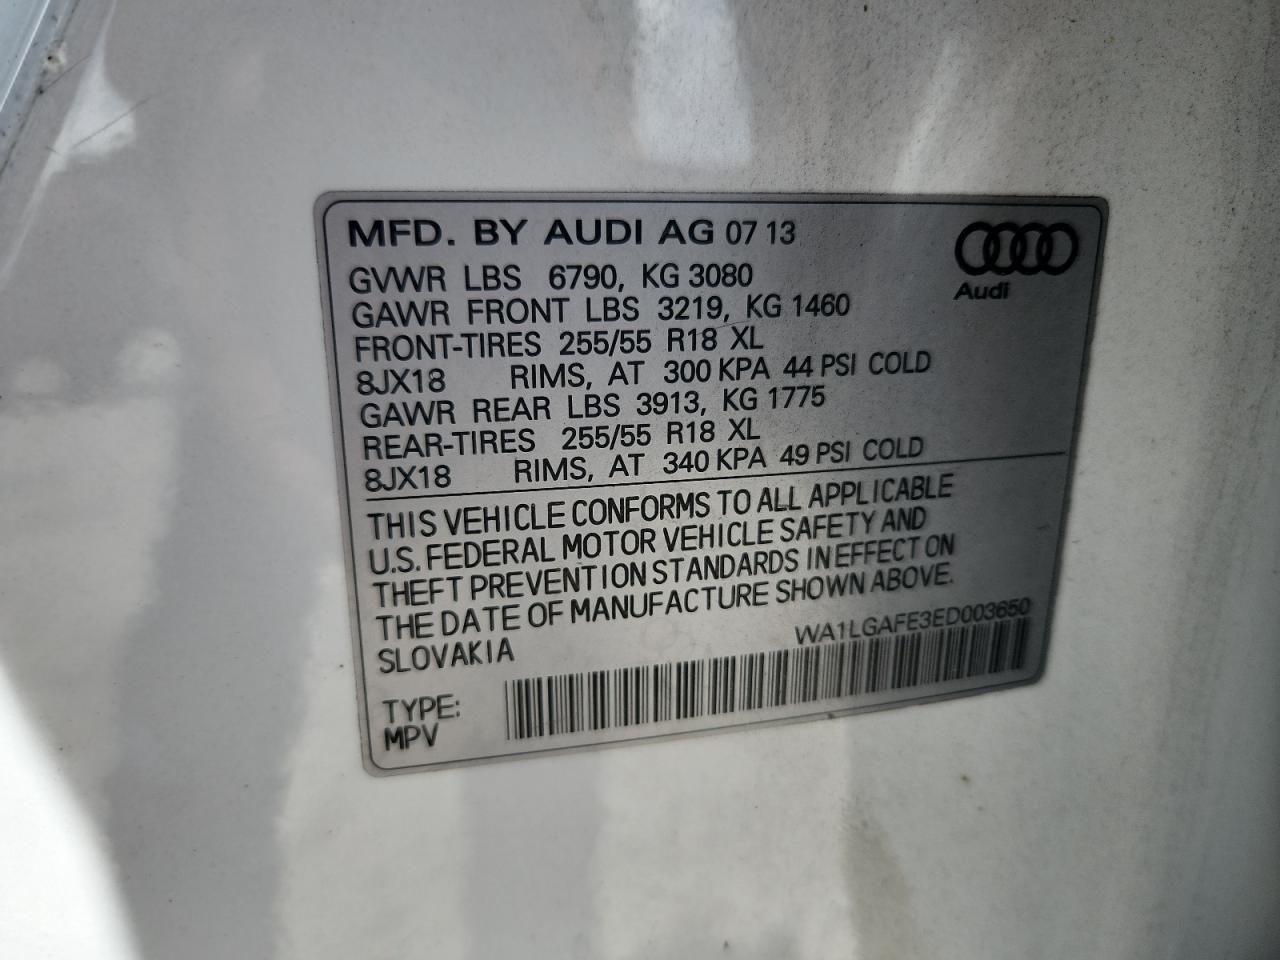 MFD. BY AUDI AG 07 13
Audi
GVWR LBS 6790, KG 3080
GAWR FRONT LBS 3219, KG 1460
FRONT-TIRES 255/55 R18 XL
8JX18 RIMS, AT 300 KPA 44 PSI COLD
GAWR REAR LBS 3913, KG 1775
REAR-TIRES 255/55 R18 XL
8JX18 RIMS, AT 340 KPA 49 PSI COLD
THIS VEHICLE CONFORMS TO ALL APPLICABLE
U.S. FEDERAL MOTOR VEHICLE SAFETY AND
THEFT PREVENTION STANDARDS IN EFFECT ON
THE DATE OF MANUFACTURE SHOWN ABOVE.
SLOVAKIA
WA1LGAFE3ED003650
TYPE:
MPV